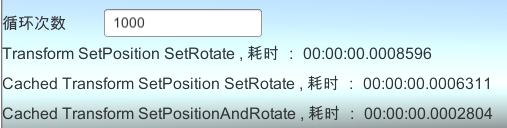 循环次数 1000
Transform SetPosition SetRotate , 耗时 : 00:00:00.0008596
Cached Transform SetPosition SetRotate , 耗时 : 00:00:00.0006311
Cached Transform SetPositionAndRotate , 耗时 : 00:00:00.0002804